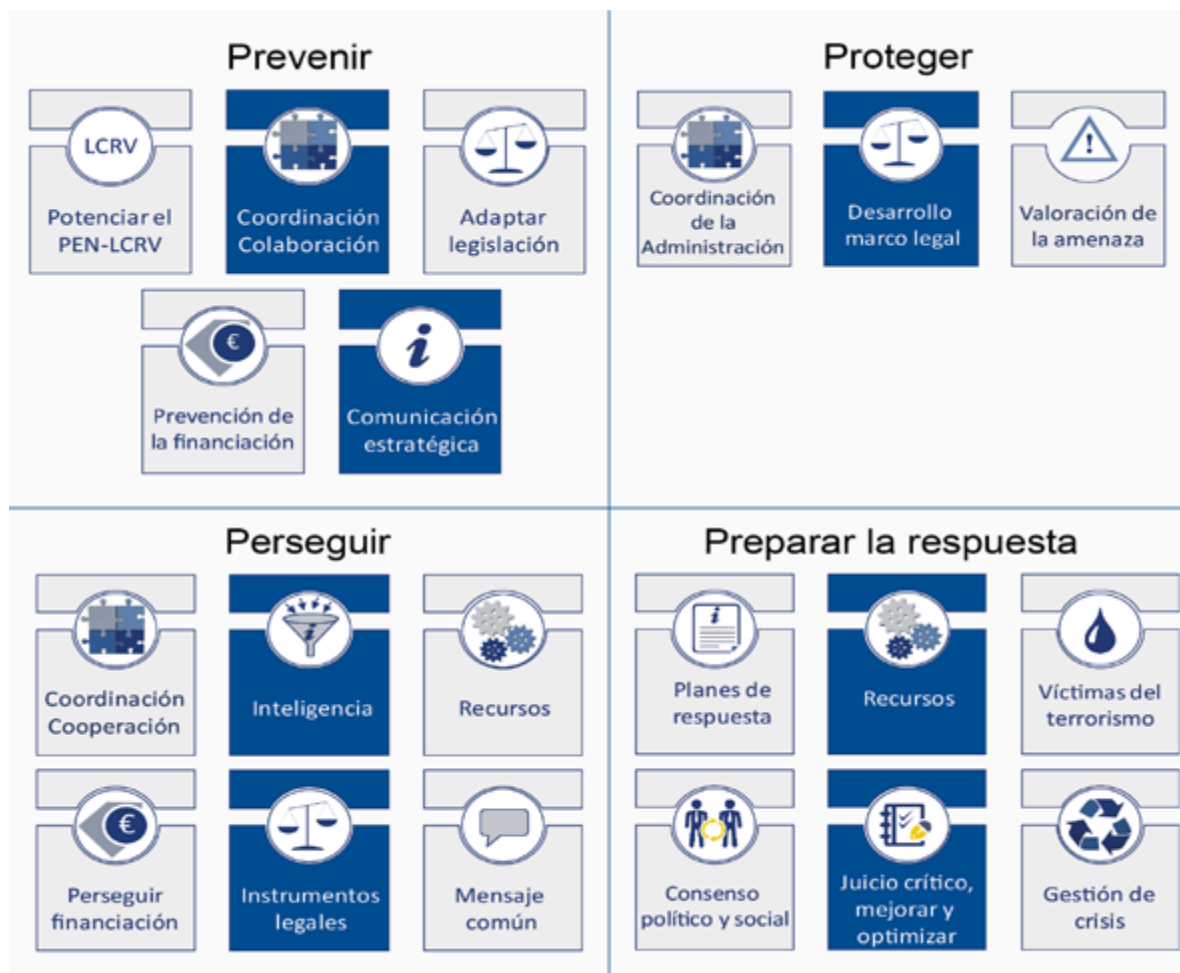 Prevenir
LCRV
Potenciar el
PEN-LCRV
Coordinación
Colaboración
Adaptar
legislación
€
Prevención de
la financiación
i
Comunicación
estratégica
Proteger
Coordinación
de la
Administración
Desarrollo
marco legal
!
Valoración de
la amenaza
Perseguir
Coordinación
Cooperación
i
Inteligencia
Recursos
€
Perseguir
financiación
Instrumentos
legales
Mensaje
común
Preparar la respuesta
i
Planes de
respuesta
Recursos
Víctimas del
terrorismo
Consenso
político y social
Juicio crítico,
mejorar y
optimizar
Gestión de
crisis